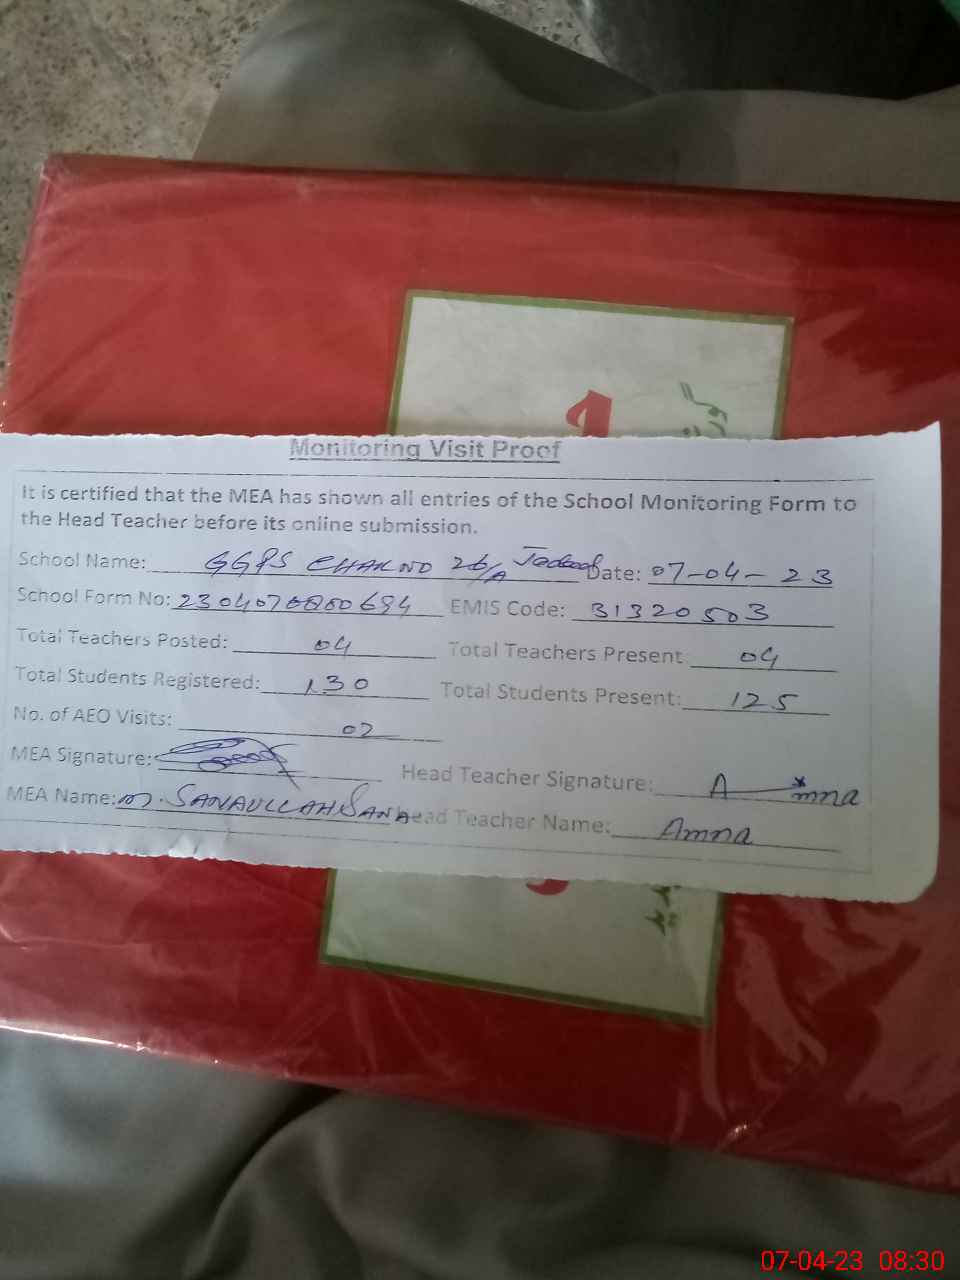 Monitoring Visit Proof
It is certified that the MEA has shown all entries of the School Monitoring Form to
the Head Teacher before its online submission.
School Name: GGPS CHAK NO 26/A Date: 07-04-23
School Form No: EMIS Code: 31320503
Total Teachers Posted: 04 Total Teachers Present: 04
Total Students Registered: 130 Total Students Present: 125
No. of AEO Visits: 02
MEA Signature: Head Teacher Signature: A mna
MEA Name: M. SANAULLAH SANA Head Teacher Name: Amna
07-04-23 08:30